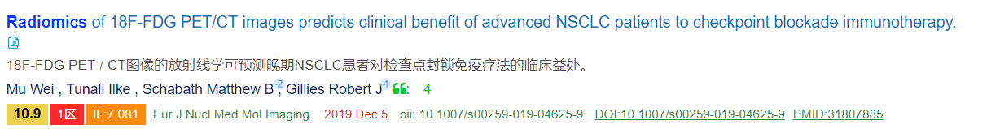 Radiomics of 18F-FDG PET/CT images predicts clinical benefit of advanced NSCLC patients to checkpoint blockade immunotherapy.
18F-FDG PET / CT图像的放射线学可预测晚期NSCLC患者对检查点封锁免疫疗法的临床益处。
Mu Wei , Tunali Ilke , Schabath Matthew B-2, Gillies Robert J-1 : 4
10.9 1区 IF:7.081 Eur J Nucl Med Mol Imaging. 2019 Dec 5. pii: 10.1007/s00259-019-04625-9. DOI:10.1007/s00259-019-04625-9 PMID:31807885